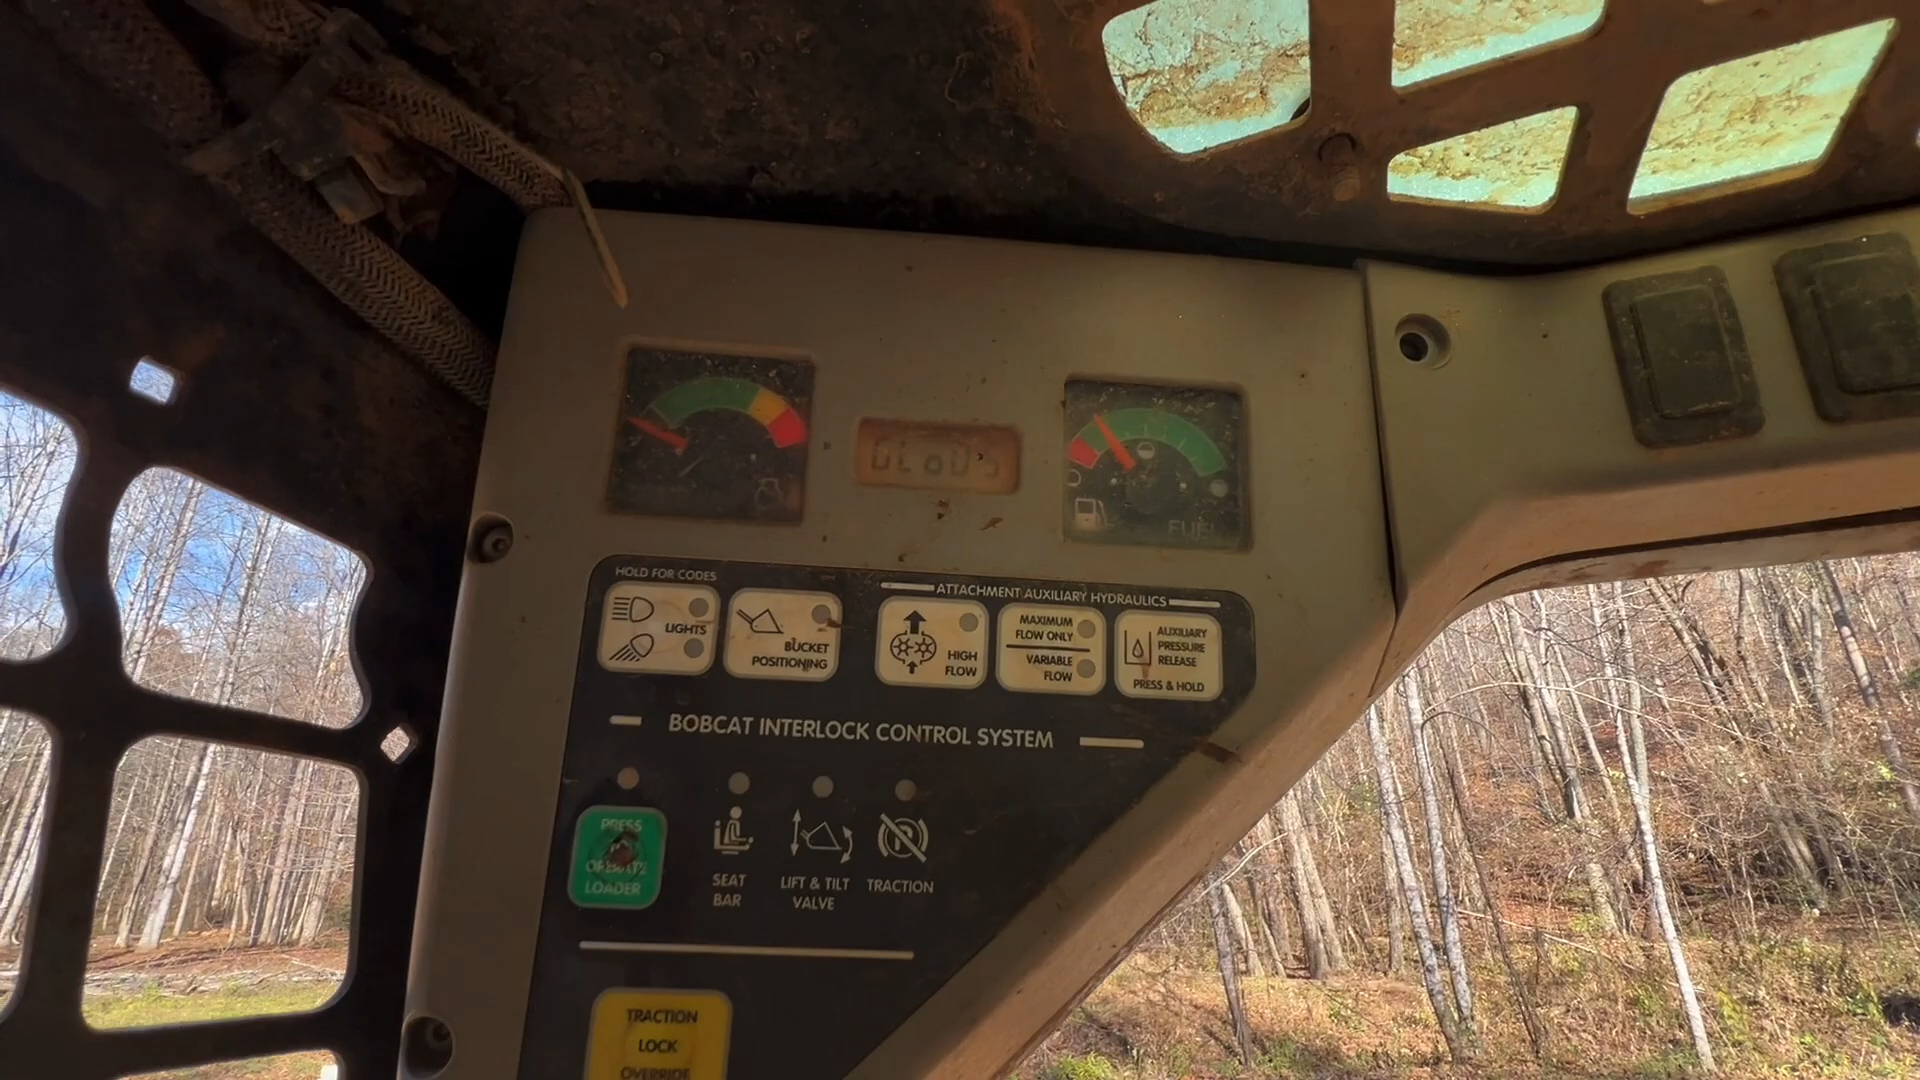 FUEL
HOLD FOR CODES
ATTACHMENT AUXILIARY HYDRAULICS
LIGHTS
BUCKET
POSITIONING
HIGH
FLOW
MAXIMUM
FLOW ONLY
VARIABLE
FLOW
AUXILIARY
PRESSURE
RELEASE
PRESS & HOLD
BOBCAT INTERLOCK CONTROL SYSTEM
PRESS
OPERATE
LOADER
SEAT
BAR
LIFT & TILT
VALVE
TRACTION
TRACTION
LOCK
OVERRIDE